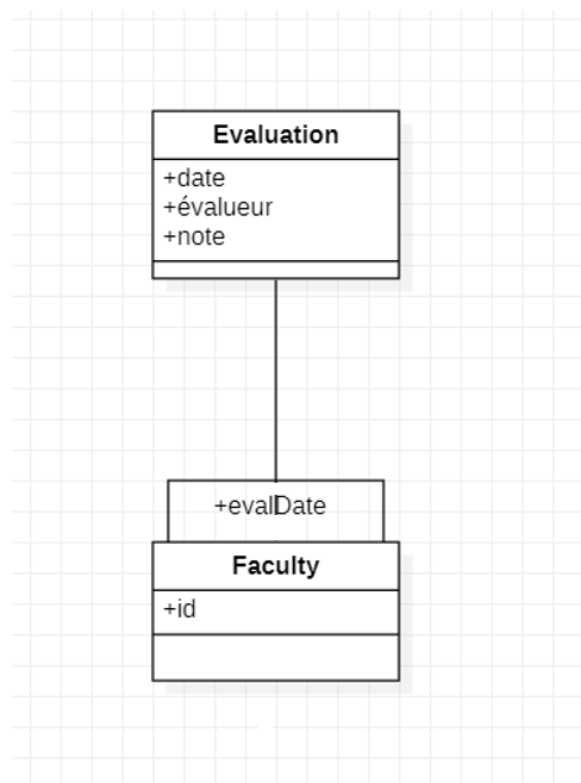 Evaluation
+date
+évalueur
+note
+evalDate
Faculty
+id